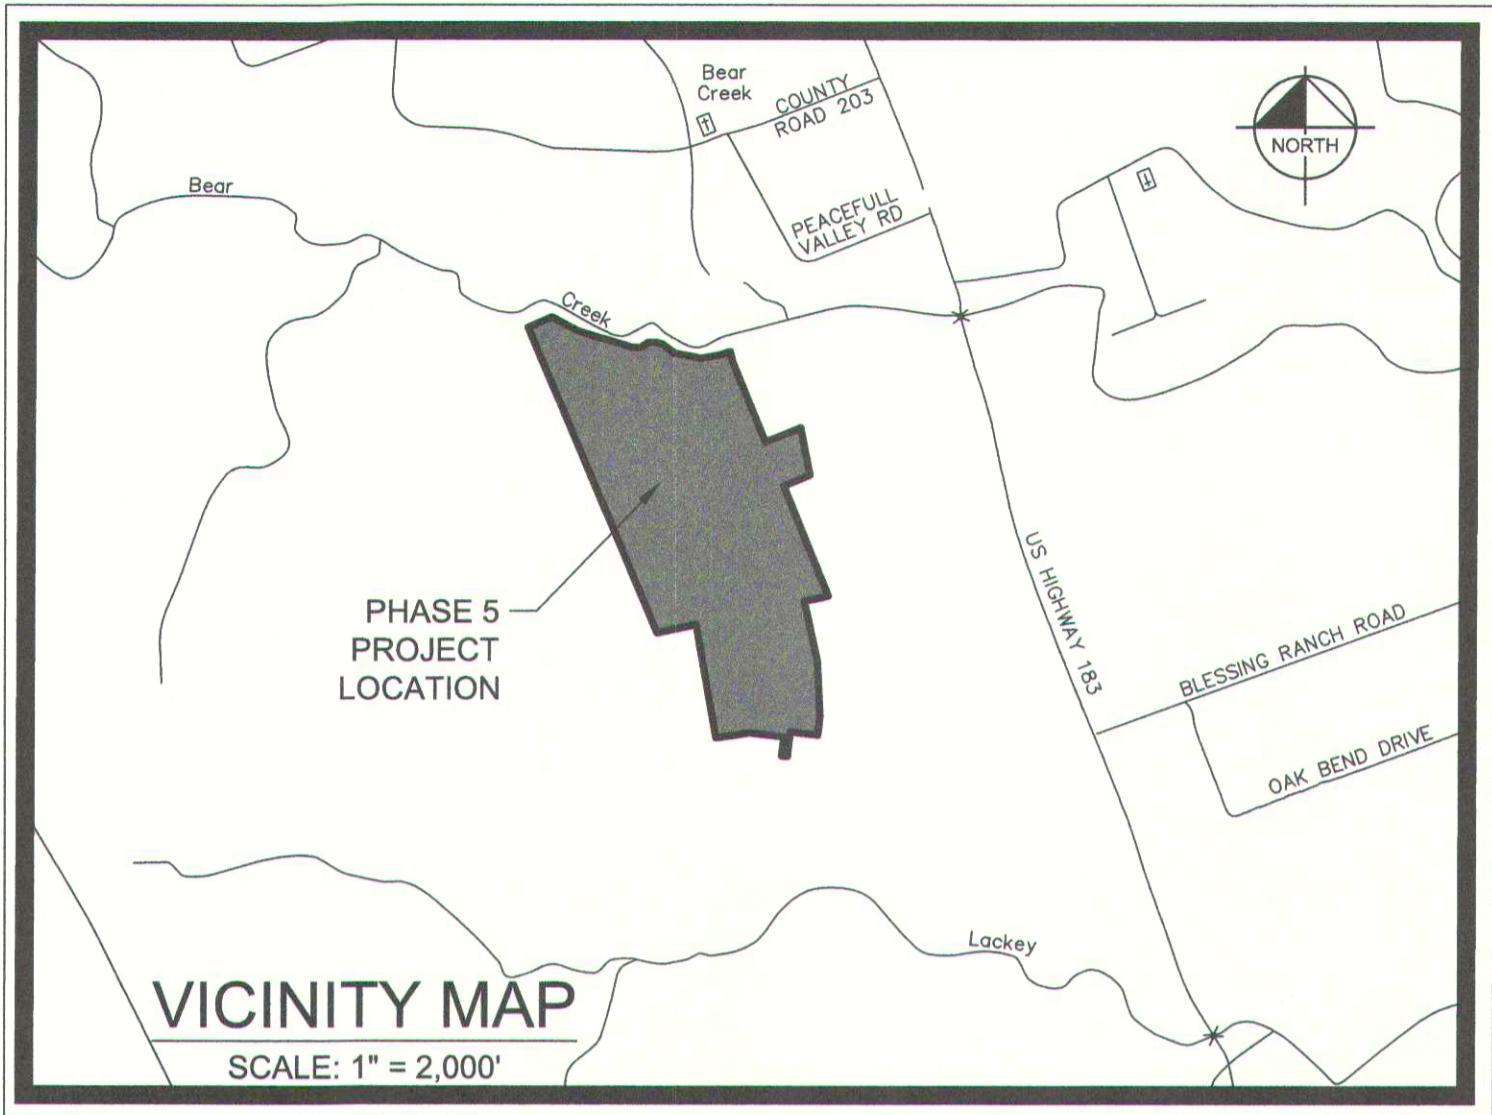 Bear
Creek
COUNTY
ROAD 203
NORTH
Bear
PEACEFULL
VALLEY RD
Creek
US HIGHWAY 183
PHASE 5
PROJECT
LOCATION
BLESSING RANCH ROAD
OAK BEND DRIVE
Lackey
VICINITY MAP
SCALE: 1" = 2,000'